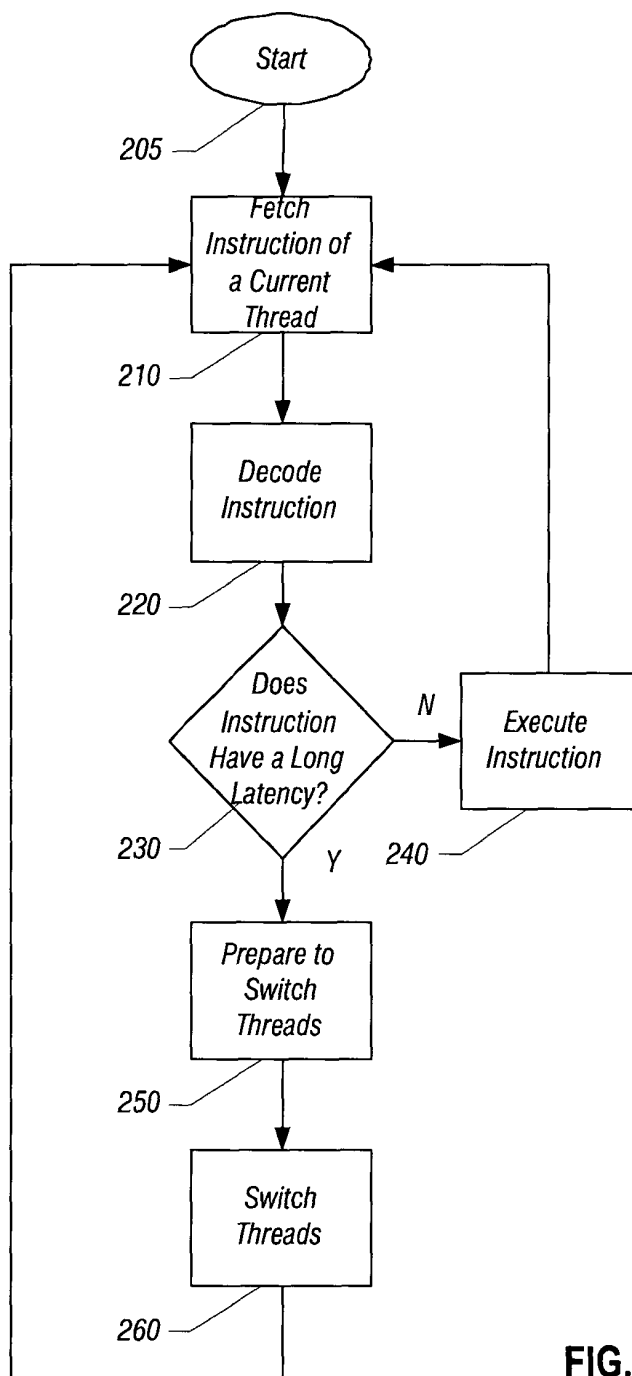 Start
205
Fetch
Instruction of
a Current
Thread
210
Decode
Instruction
220
Does
Instruction
Have a Long
Latency?
230
N
Execute
Instruction
240
Y
Prepare to
Switch
Threads
250
Switch
Threads
260
FIG.